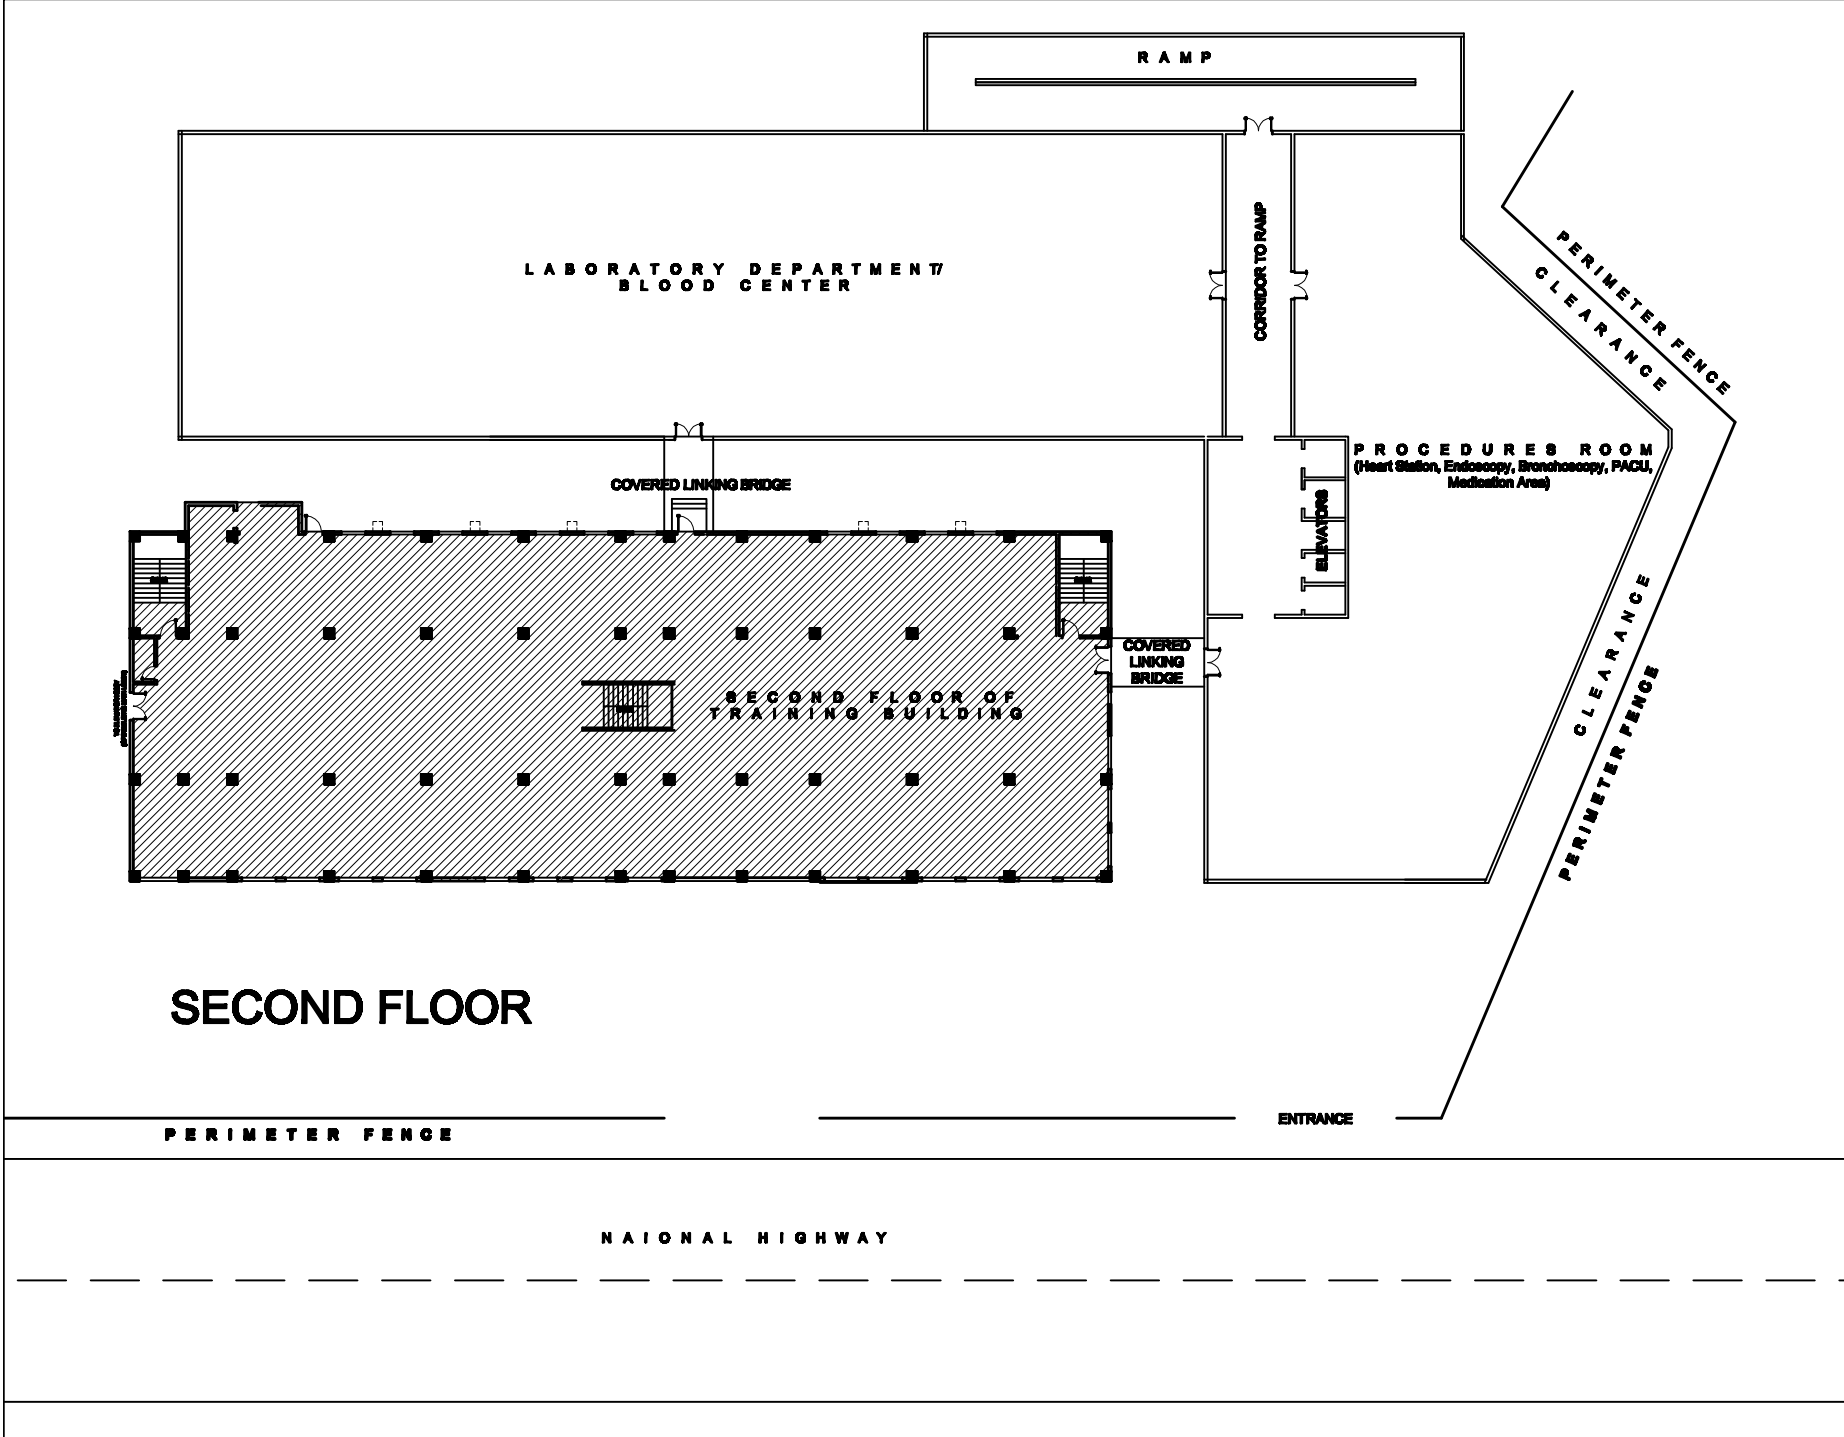 RAMP
CORRIDOR TO RAMP
PERIMETER FENCE
CLEARANCE
LABORATORY DEPARTMENT/
BLOOD CENTER
PROCEDURES ROOM
(Heart Station, Endoscopy, Bronchoscopy, PACU,
Medication Area)
COVERED LINKING BRIDGE
ELEVATORS
COVERED
LINKING
BRIDGE
CLEARANCE
PERIMETER FENCE
SECOND FLOOR OF
TRAINING BUILDING
SECOND FLOOR
ENTRANCE
PERIMETER FENCE
NAIONAL HIGHWAY